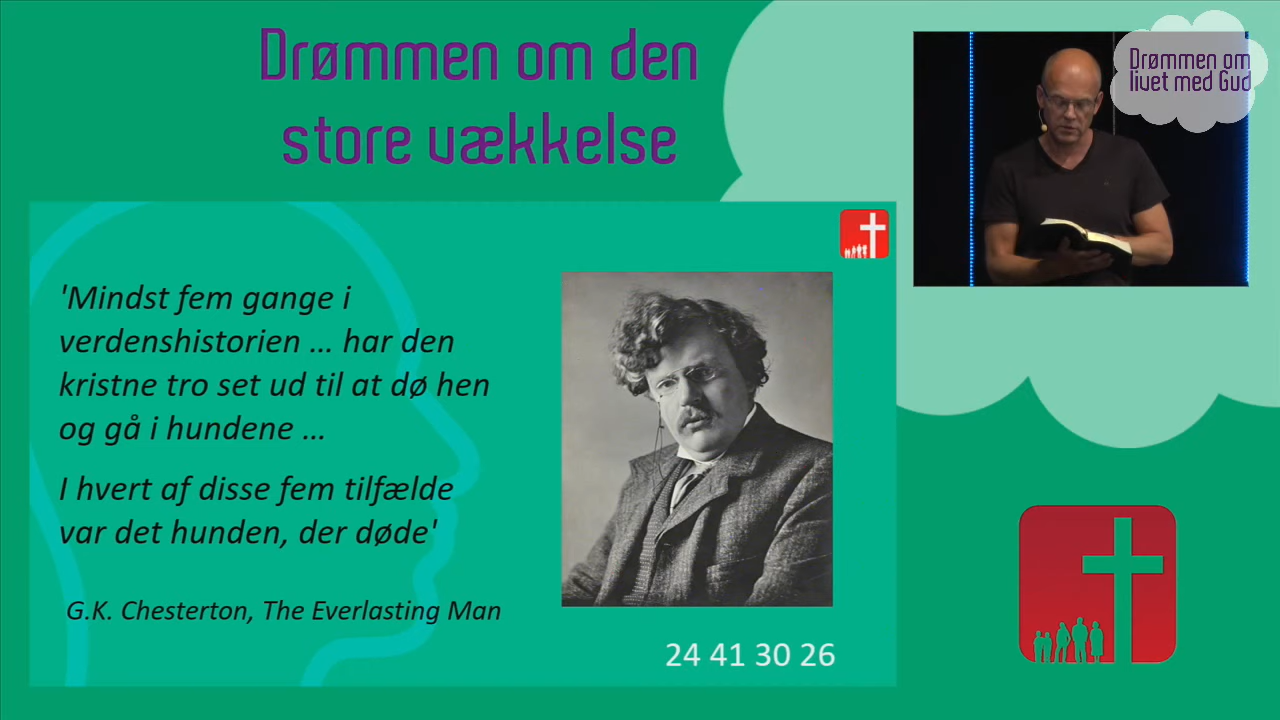 Drømmen om den
store vækkelse
Drømmen om
livet med Gud
'Mindst fem gange i
verdenshistorien … har den
kristne tro set ud til at dø hen
og gå i hundene …
I hvert af disse fem tilfælde
var det hunden, der døde'
G.K. Chesterton, The Everlasting Man
24 41 30 26